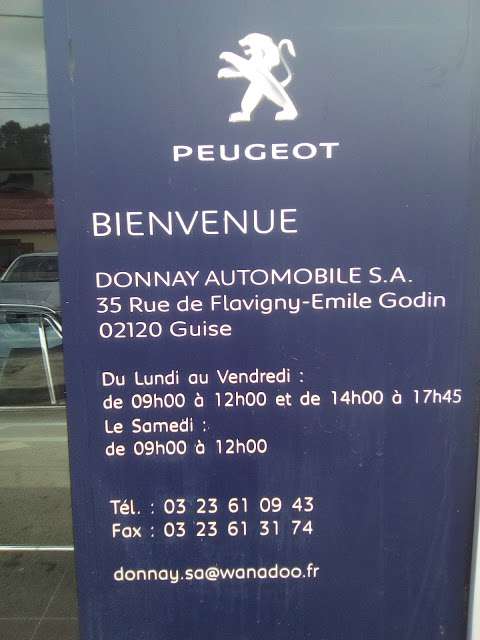 PEUGEOT
BIENVENUE
DONNAY AUTOMOBILE S.A.
35 Rue de Flavigny-Emile Godin
02120 Guise
Du Lundi au Vendredi :
de 09h00 à 12h00 et de 14h00 à 17h45
Le Samedi :
de 09h00 à 12h00
Tél. : 03 23 61 09 43
Fax : 03 23 61 31 74
donnay.sa@wanadoo.fr